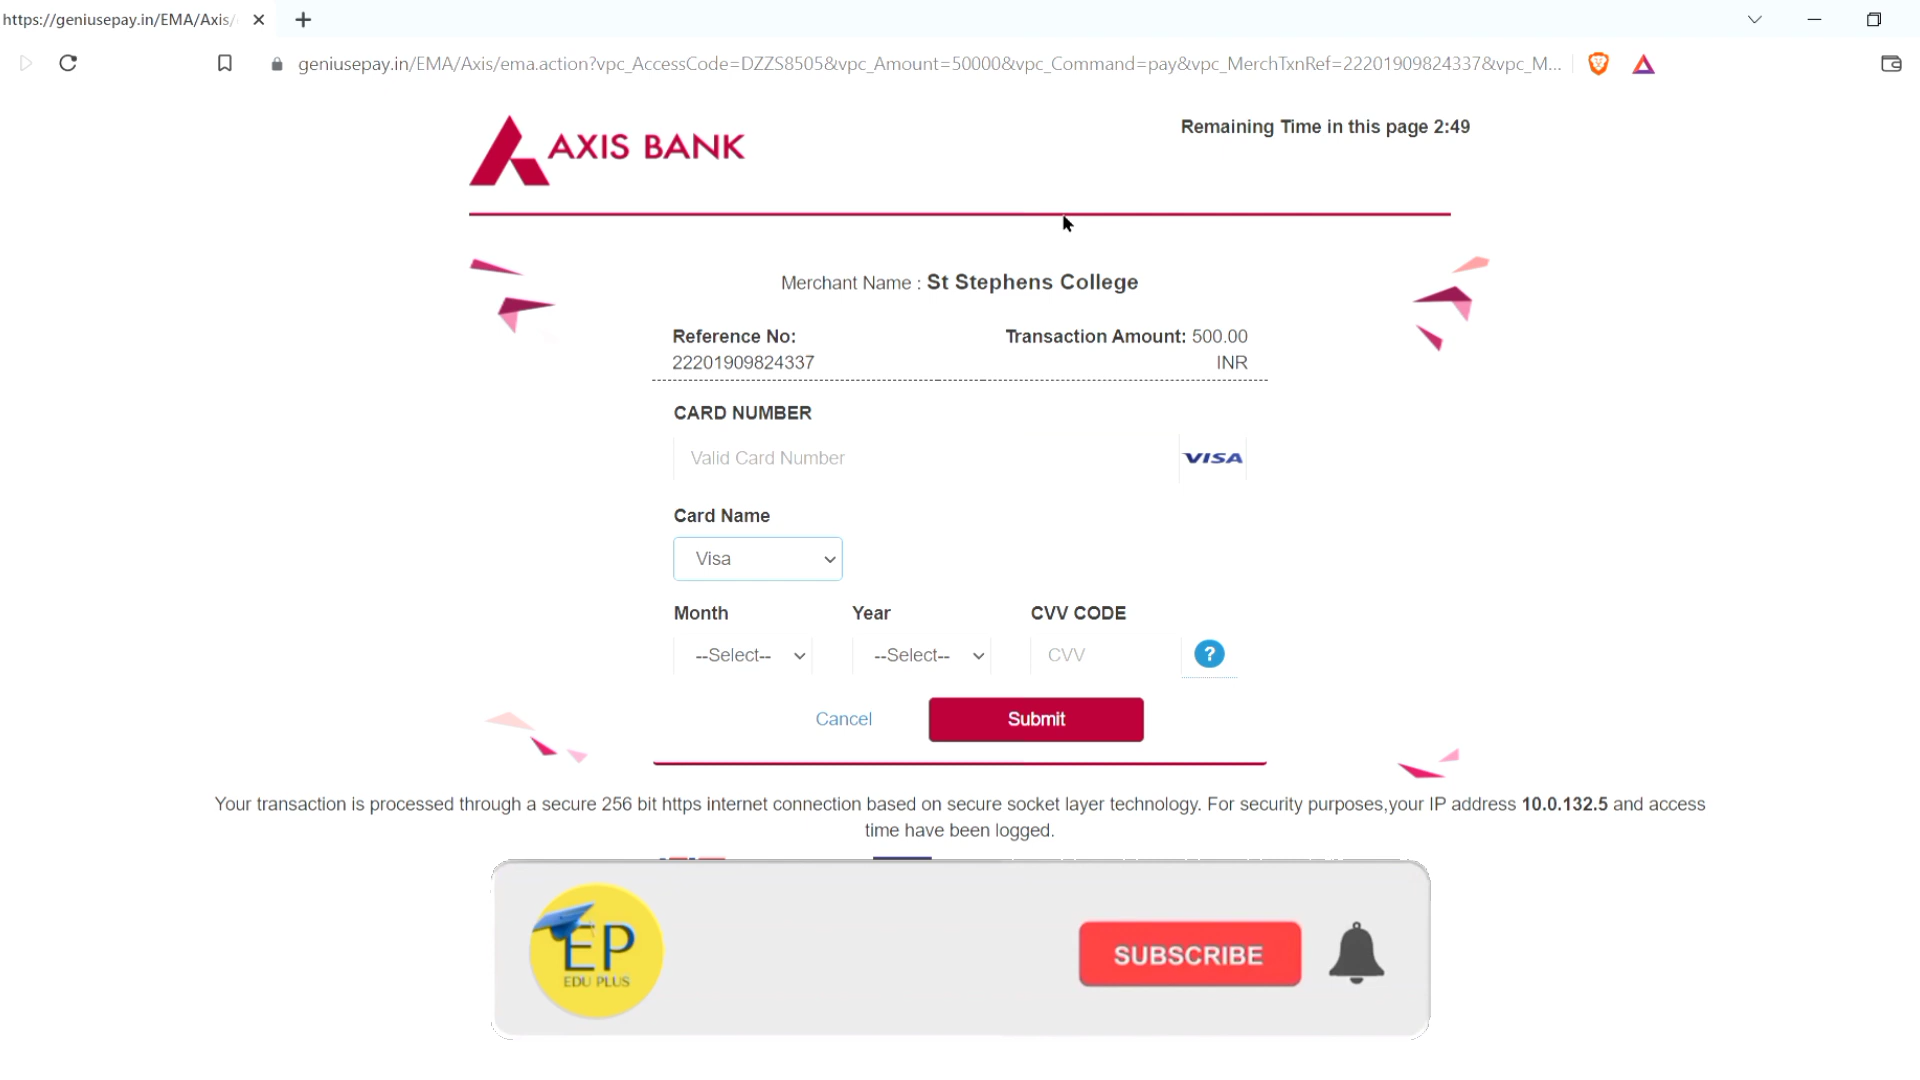 https://geniusepay.in/EMA/Axis/
geniusepay.in/EMA/Axis/ema.action?vpc_AccessCode=DZZS8505&vpc_Amount=50000&vpc_Command=pay&vpc_MerchTxnRef=22201909824337&vpc_M...
AXIS BANK
Remaining Time in this page 2:49
Merchant Name : St Stephens College
Reference No: Transaction Amount: 500.00
22201909824337 INR
CARD NUMBER
Valid Card Number VISA
Card Name
Visa
Month Year CVV CODE
--Select-- --Select-- CVV ?
Cancel Submit
Your transaction is processed through a secure 256 bit https internet connection based on secure socket layer technology. For security purposes,your IP address 10.0.132.5 and access
time have been logged.
EP
EDU PLUS
SUBSCRIBE